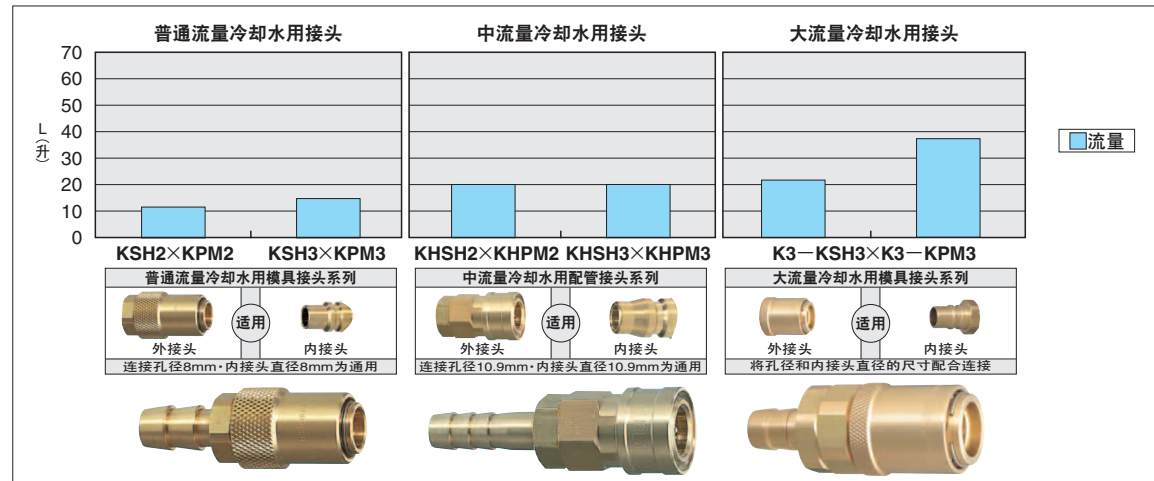 普通流量冷却水用接头
中流量冷却水用接头
大流量冷却水用接头
70
60
50
40
30
20
10
0
L(升)
流量
KSH2×KPM2
KSH3×KPM3
KHSH2×KHPM2
KHSH3×KHPM3
K3-KSH3×K3-KPM3
普通流量冷却水用模具接头系列
适用
外接头
内接头
连接孔径8mm·内接头直径8mm为通用
中流量冷却水用配管接头系列
适用
外接头
内接头
连接孔径10.9mm·内接头直径10.9mm为通用
大流量冷却水用模具接头系列
适用
外接头
内接头
将孔径和内接头直径的尺寸配合连接